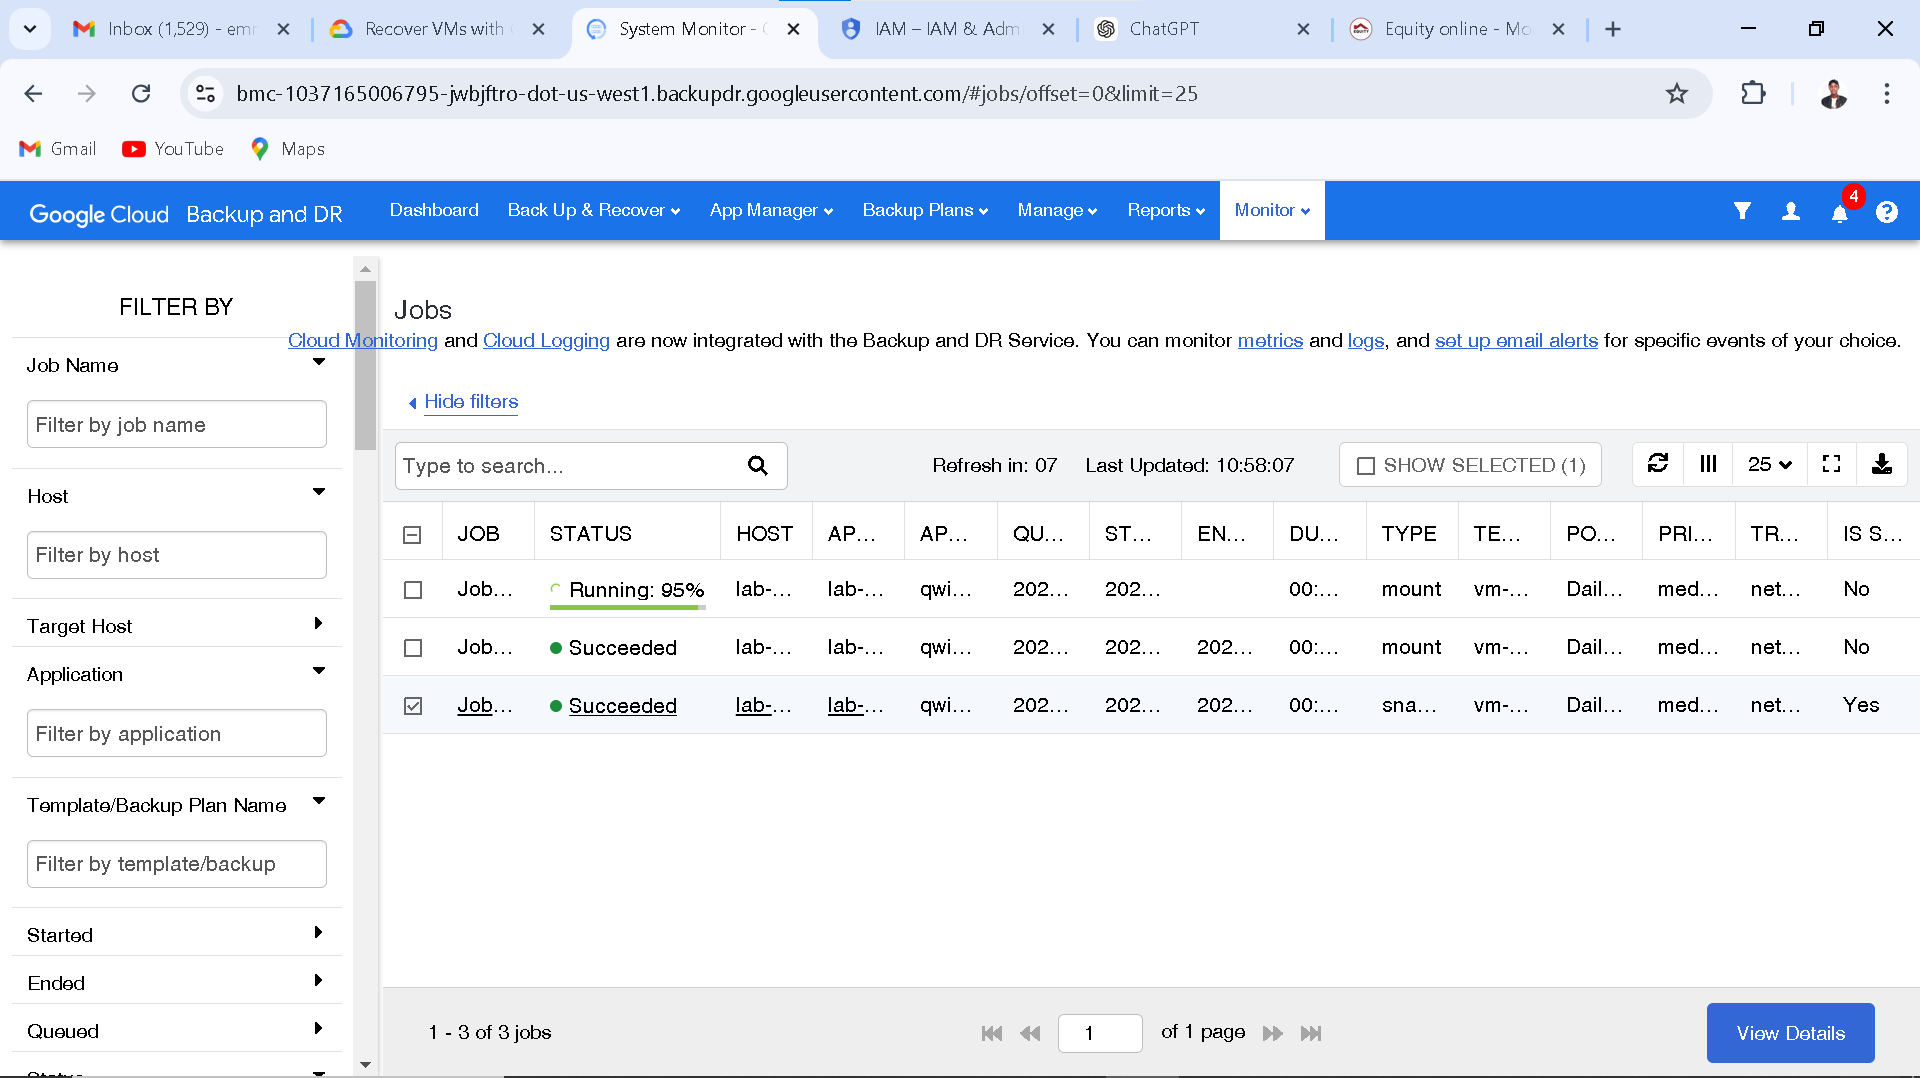 Inbox (1,529) - em
Recover VMs with
System Monitor -
IAM – IAM & Adm
ChatGPT
Equity online - Mo
bmc-1037165006795-jwbjftro-dot-us-west1.backupdr.googleusercontent.com/#jobs/offset=0&limit=25
Gmail
YouTube
Maps
Google Cloud Backup and DR
Dashboard
Back Up & Recover
App Manager
Backup Plans
Manage
Reports
Monitor
4
FILTER BY
Job Name
Filter by job name
Host
Filter by host
Target Host
Application
Filter by application
Template/Backup Plan Name
Filter by template/backup
Started
Ended
Queued
Status
Jobs
Cloud Monitoring and Cloud Logging are now integrated with the Backup and DR Service. You can monitor metrics and logs, and set up email alerts for specific events of your choice.
Hide filters
Type to search...
Refresh in: 07 Last Updated: 10:58:07
SHOW SELECTED (1)
25
JOB STATUS HOST AP... AP... QU... ST... EN... DU... TYPE TE... PO... PRI... TR... IS S...
Job... Running: 95% lab-... lab-... qwi... 202... 202... 00:... mount vm-... Dail... med... net... No
Job... Succeeded lab-... lab-... qwi... 202... 202... 202... 00:... mount vm-... Dail... med... net... No
Job... Succeeded lab-... lab-... qwi... 202... 202... 202... 00:... sna... vm-... Dail... med... net... Yes
1 - 3 of 3 jobs
1 of 1 page
View Details